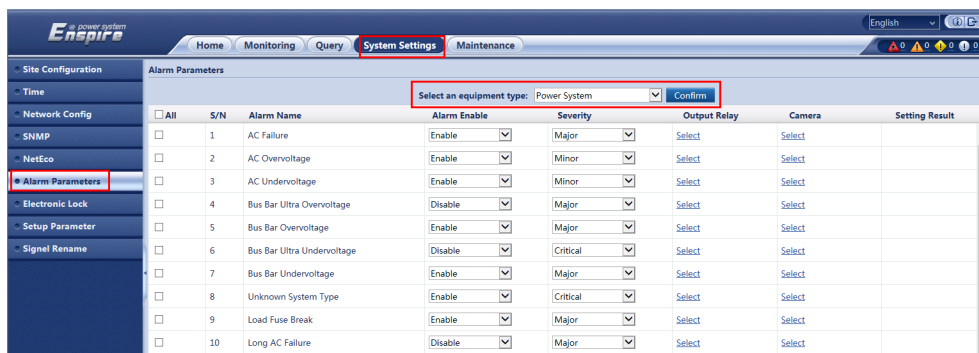 English
e power system
Enspire
Home Monitoring Query System Settings Maintenance
0 0 0 0
Site Configuration
Time
Network Config
SNMP
NetEco
Alarm Parameters
Electronic Lock
Setup Parameter
Signel Rename
Alarm Parameters
Select an equipment type: Power System Confirm
All S/N Alarm Name Alarm Enable Severity Output Relay Camera Setting Result
1 AC Failure Enable Major Select Select
2 AC Overvoltage Enable Minor Select Select
3 AC Undervoltage Enable Minor Select Select
4 Bus Bar Ultra Overvoltage Disable Major Select Select
5 Bus Bar Overvoltage Enable Major Select Select
6 Bus Bar Ultra Undervoltage Disable Critical Select Select
7 Bus Bar Undervoltage Enable Major Select Select
8 Unknown System Type Enable Critical Select Select
9 Load Fuse Break Enable Major Select Select
10 Long AC Failure Disable Major Select Select